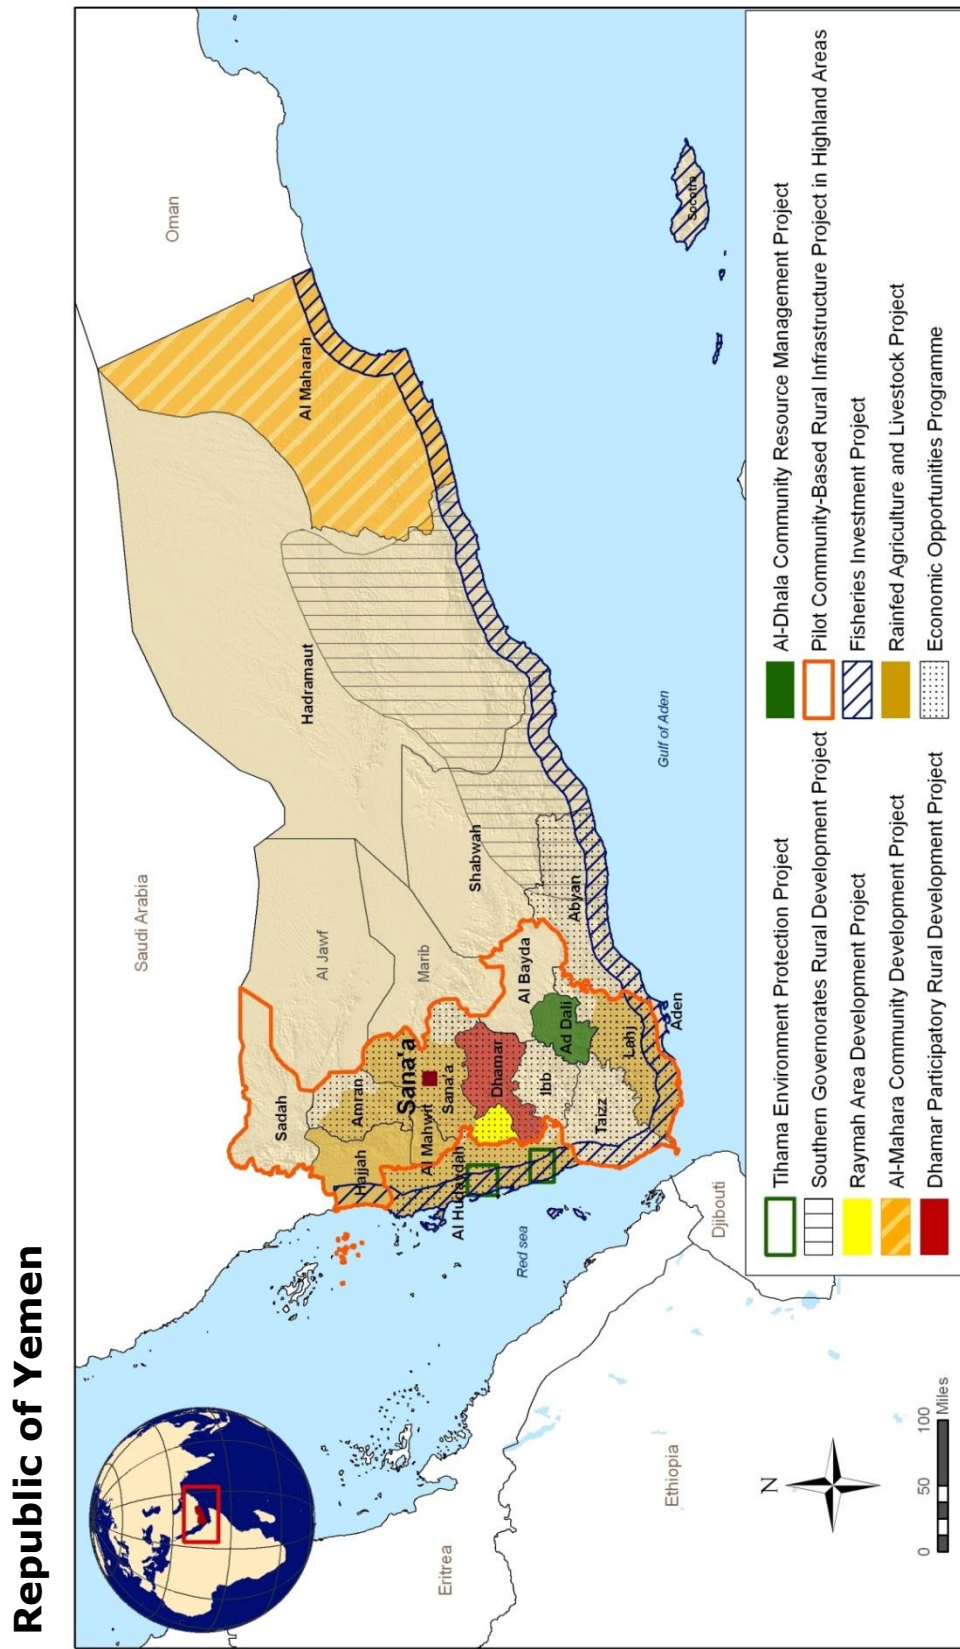 Republic of Yemen
Oman
Saudi Arabia
Al Maharah
Hadramaut
Shabwah
Al Jawf
Marib
Sadah
Amran
Hajjah
Sana'a
Sana'a
Al Mahwit
Al Hudaydah
Dhamar
Al Bayda
Ibb
Ad Dali
Abyan
Taizz
Lahj
Aden
Socotra
Red sea
Gulf of Aden
Eritrea
Ethiopia
Djibouti
N
0 50 100
Miles
Tihama Environment Protection Project
Southern Governorates Rural Development Project
Raymah Area Development Project
Al-Mahara Community Development Project
Dhamar Participatory Rural Development Project
Al-Dhala Community Resource Management Project
Pilot Community-Based Rural Infrastructure Project in Highland Areas
Fisheries Investment Project
Rainfed Agriculture and Livestock Project
Economic Opportunities Programme